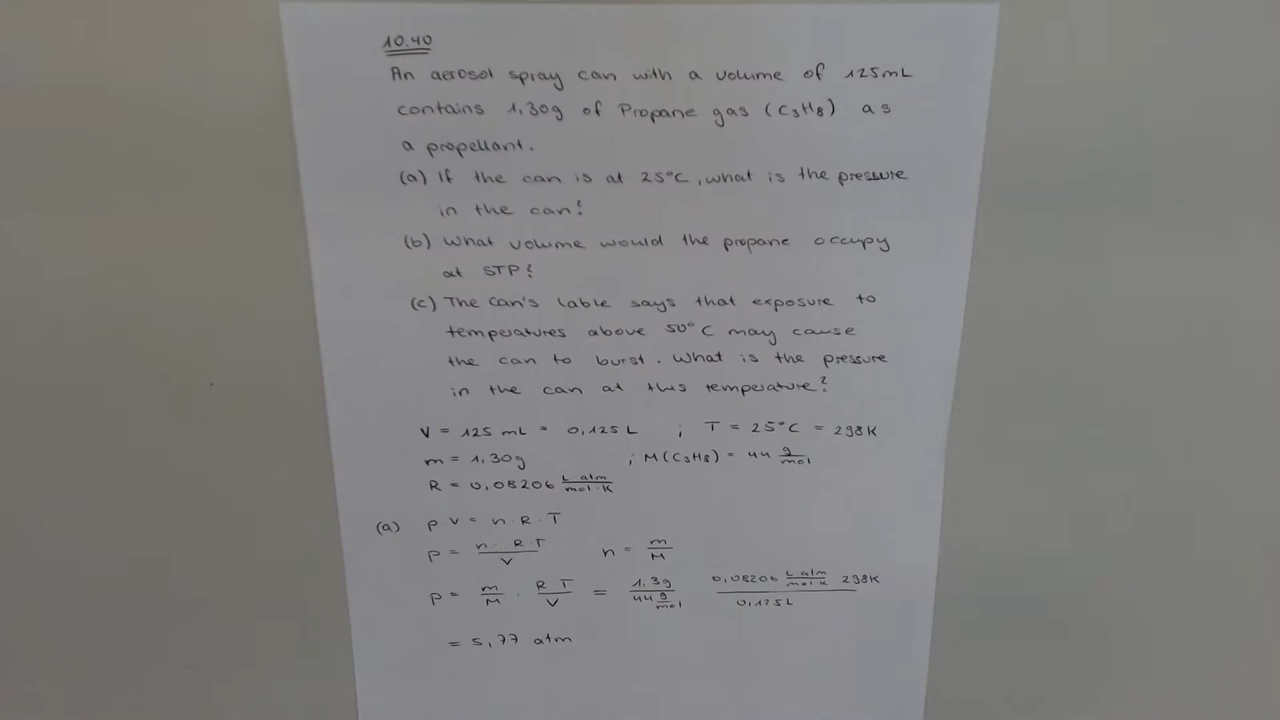 10.40
An aerosol spray can with a volume of 125mL
contains 1.30g of Propane gas (C3H8) as
a propellant.
(a) If the can is at 25°C, what is the pressure
in the can?
(b) What volume would the propane occupy
at STP?
(c) The can's lable says that exposure to
temperatures above 50°C may cause
the can to burst. What is the pressure
in the can at this temperature?
V = 125 mL = 0,125 L ; T = 25°C = 298K
m = 1,30g ; M(C3H8) = 44 g/mol
R = 0,08206 L atm/mol·K
(a) p·V = n·R·T
p = n·R·T/V n = m/M
p = m/M · R·T/V = 1.3g/44 g/mol 0,08206 L atm/mol K 298K/0,125L
= 5,77 atm